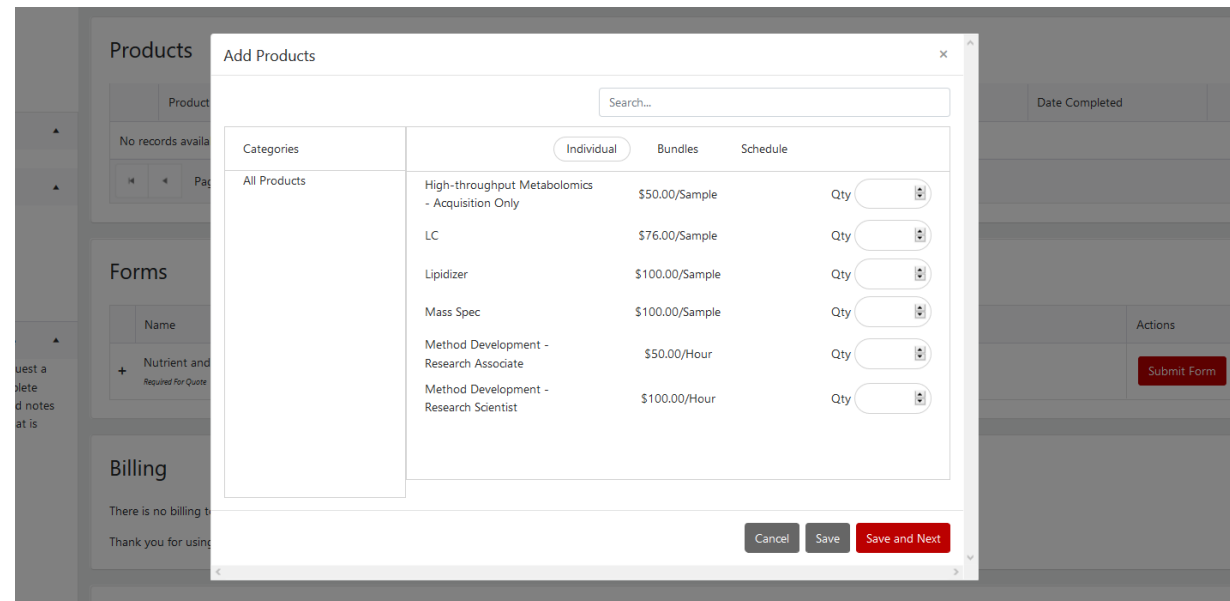 Products
Add Products
×
Search...
Product
Date Completed
No records availa
Categories
Individual
Bundles
Schedule
Pag
All Products
High-throughput Metabolomics
- Acquisition Only
$50.00/Sample
Qty
LC
$76.00/Sample
Qty
Forms
Lipidizer
$100.00/Sample
Qty
Mass Spec
$100.00/Sample
Qty
Name
Actions
Method Development -
Research Associate
$50.00/Hour
Qty
Nutrient and
Required For Quote
Submit Form
uest a
plete
d notes
at is
Method Development -
Research Scientist
$100.00/Hour
Qty
Billing
There is no billing t
Thank you for using
Cancel
Save
Save and Next